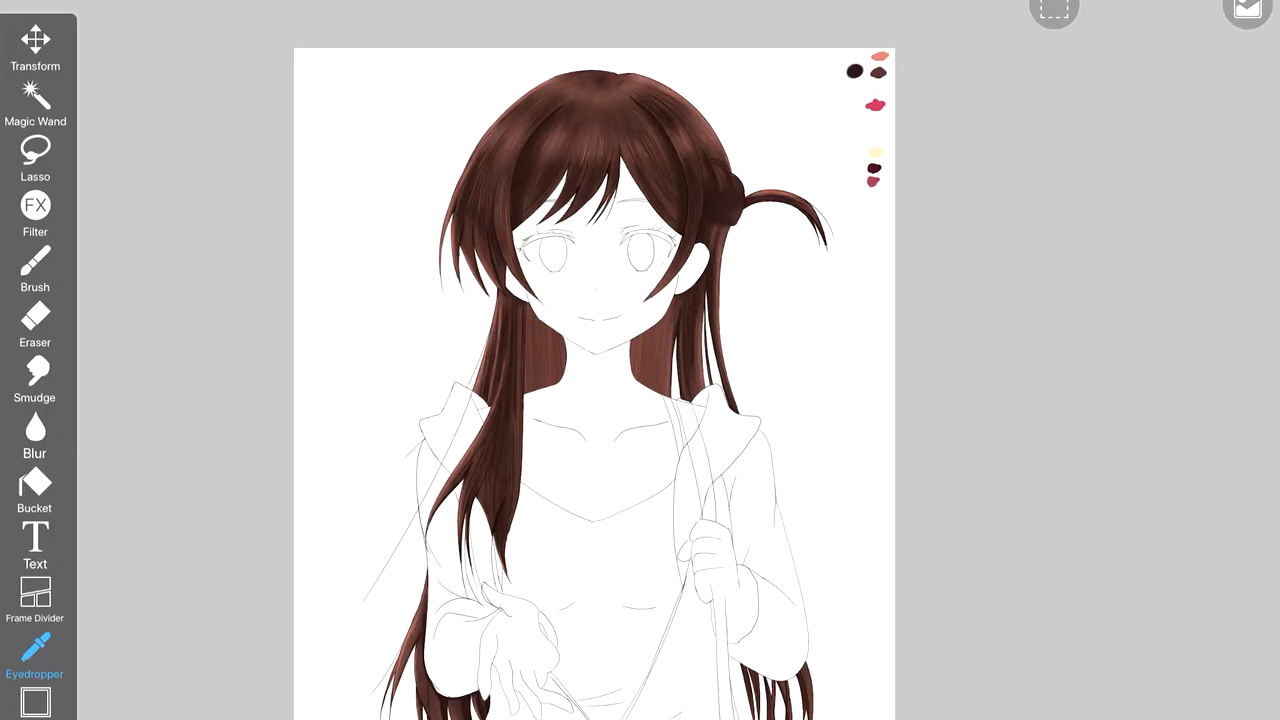 Transform
Magic Wand
Lasso
FX
Filter
Brush
Eraser
Smudge
Blur
Bucket
T
Text
Frame Divider
Eyedropper